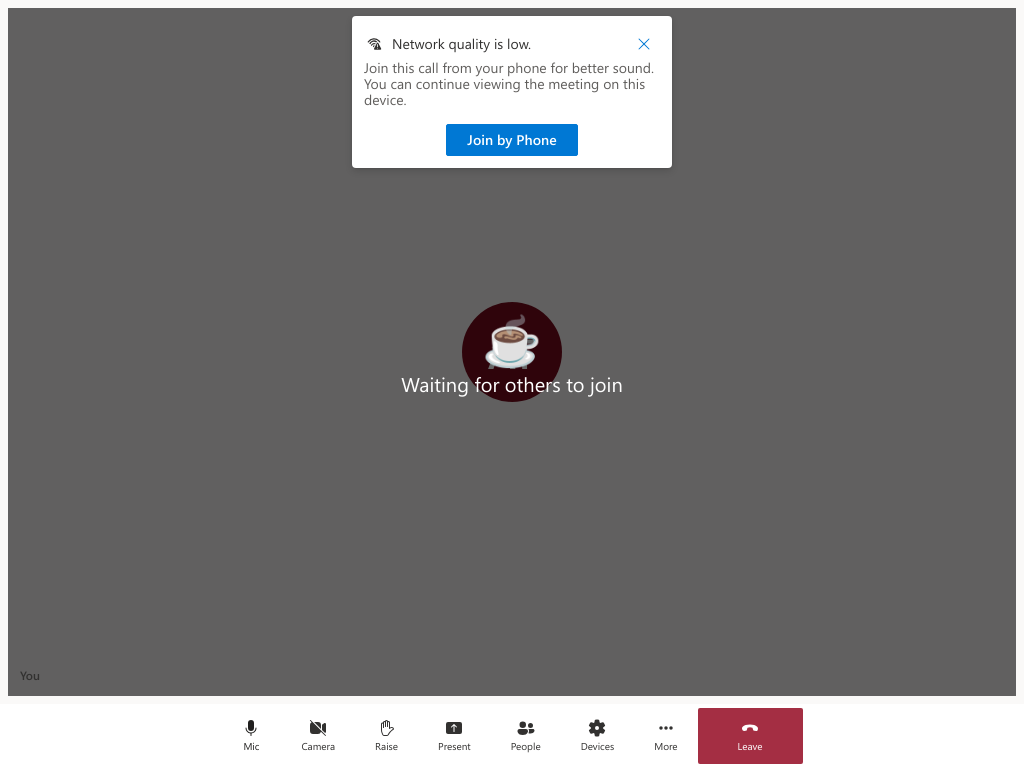 Network quality is low.
Join this call from your phone for better sound.
You can continue viewing the meeting on this
device.
Join by Phone
Waiting for others to join
You
Mic
Camera
Raise
Present
People
Devices
More
Leave